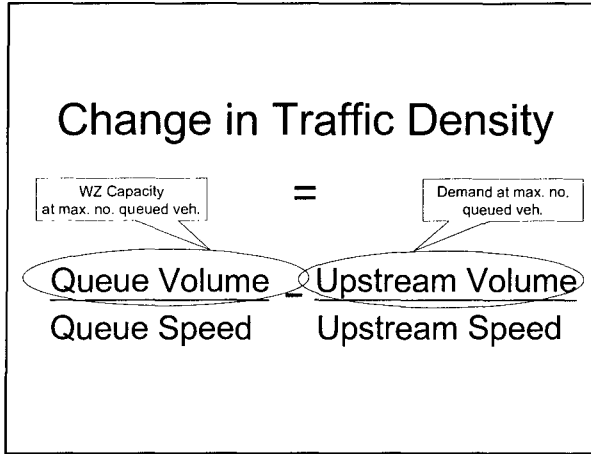 Change in Traffic Density
WZ Capacity
at max. no. queued veh.
=
Demand at max. no.
queued veh.
Queue Volume - Upstream Volume
Queue Speed Upstream Speed